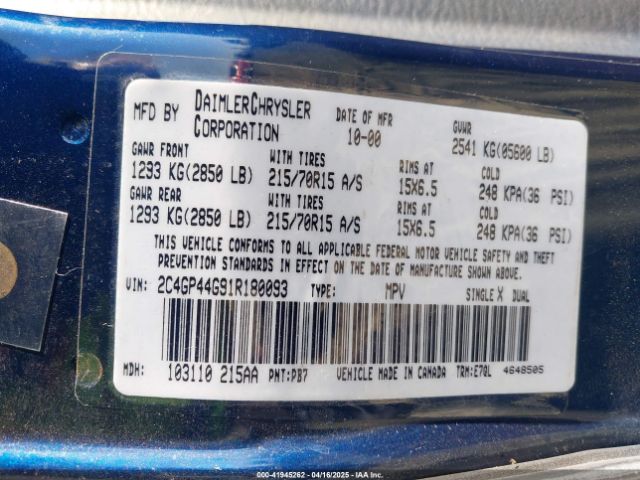 MFD BY DAIMLERCHRYSLER CORPORATION DATE OF MFR 10-00 GVWR 2541 KG(05600 LB)
GAWR FRONT WITH TIRES RIMS AT COLD
1293 KG(2850 LB) 215/70R15 A/S 15X6.5 248 KPA(36 PSI)
GAWR REAR WITH TIRES RIMS AT COLD
1293 KG(2850 LB) 215/70R15 A/S 15X6.5 248 KPA(36 PSI)
THIS VEHICLE CONFORMS TO ALL APPLICABLE FEDERAL MOTOR VEHICLE SAFETY AND THEFT
PREVENTION STANDARDS IN EFFECT ON THE DATE OF MANUFACTURE SHOWN ABOVE.
VIN: 2C4GP44G91R180093 TYPE: MPV SINGLE X DUAL
MDH: 103110 215AA PNT:PB7 VEHICLE MADE IN CANADA TRM:E7QL 4648505
000-41945262 - 04/16/2025 - IAA, Inc.